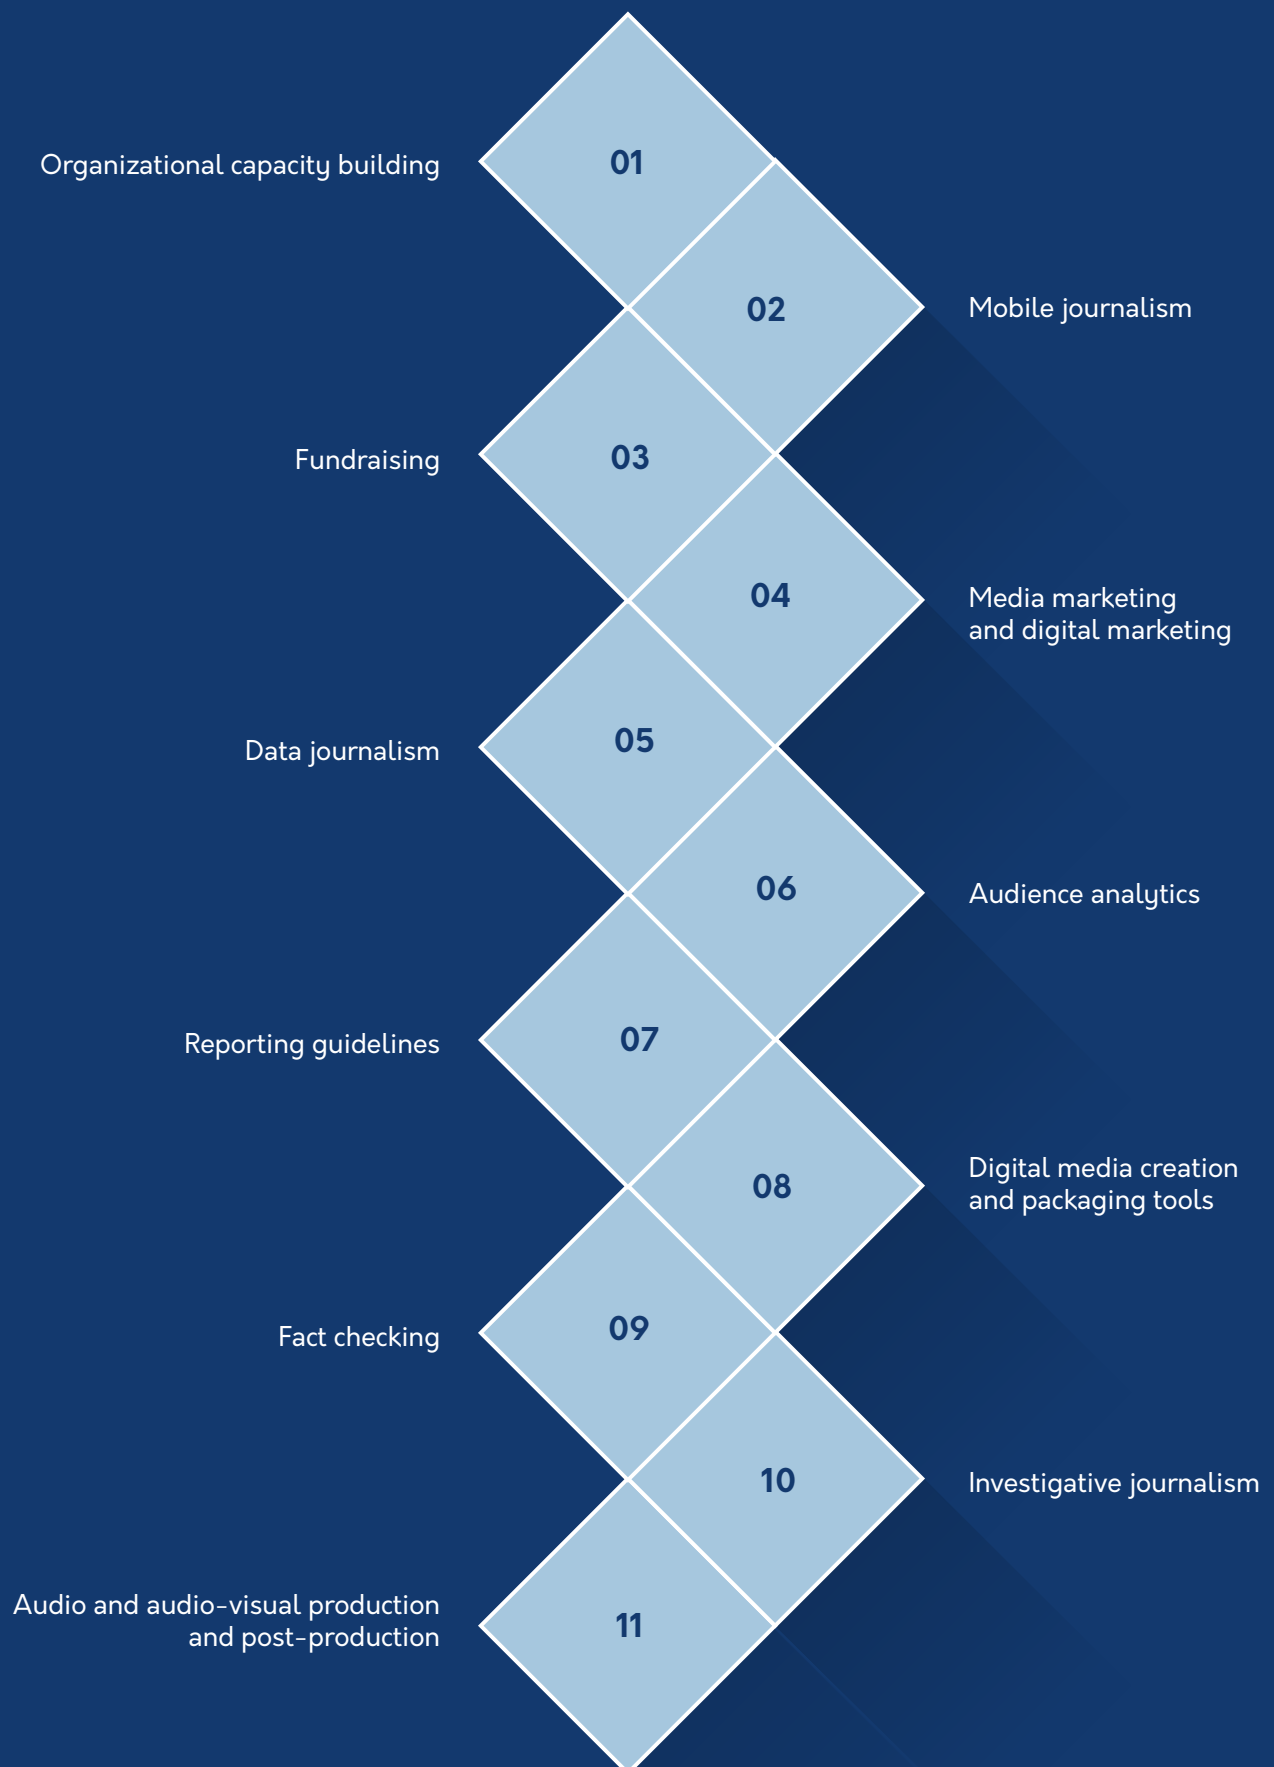 01
Organizational capacity building
02
Mobile journalism
03
Fundraising
04
Media marketing
and digital marketing
05
Data journalism
06
Audience analytics
07
Reporting guidelines
08
Digital media creation
and packaging tools
09
Fact checking
10
Investigative journalism
11
Audio and audio-visual production
and post-production